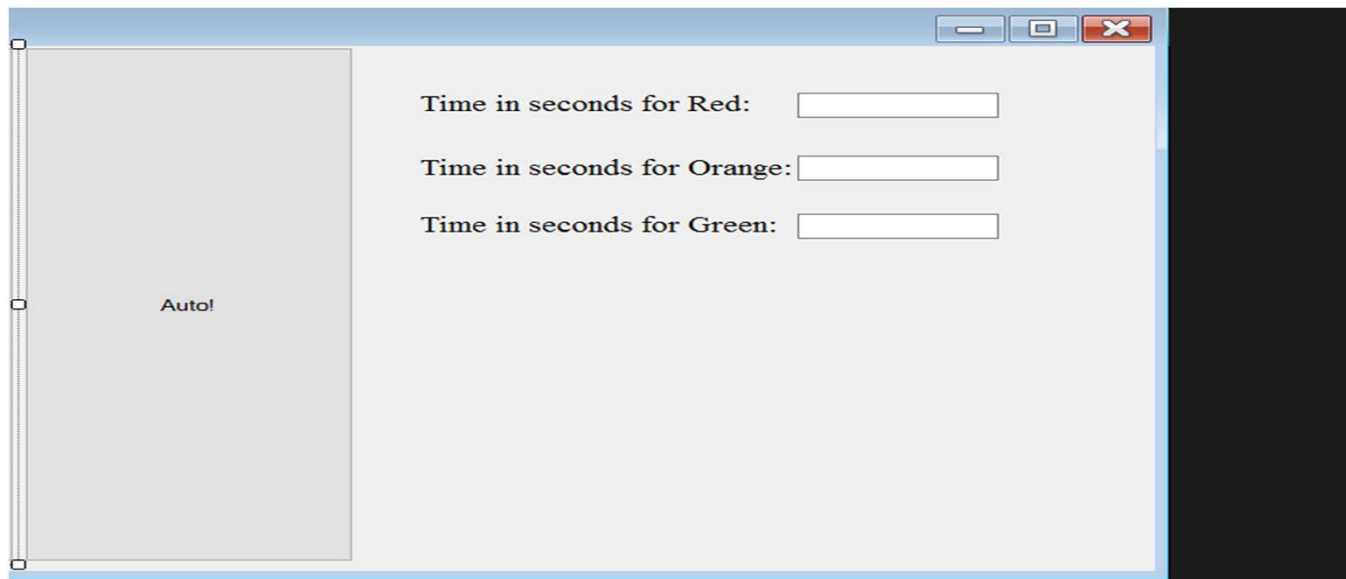 Time in seconds for Red:
Time in seconds for Orange:
Time in seconds for Green:
Auto!